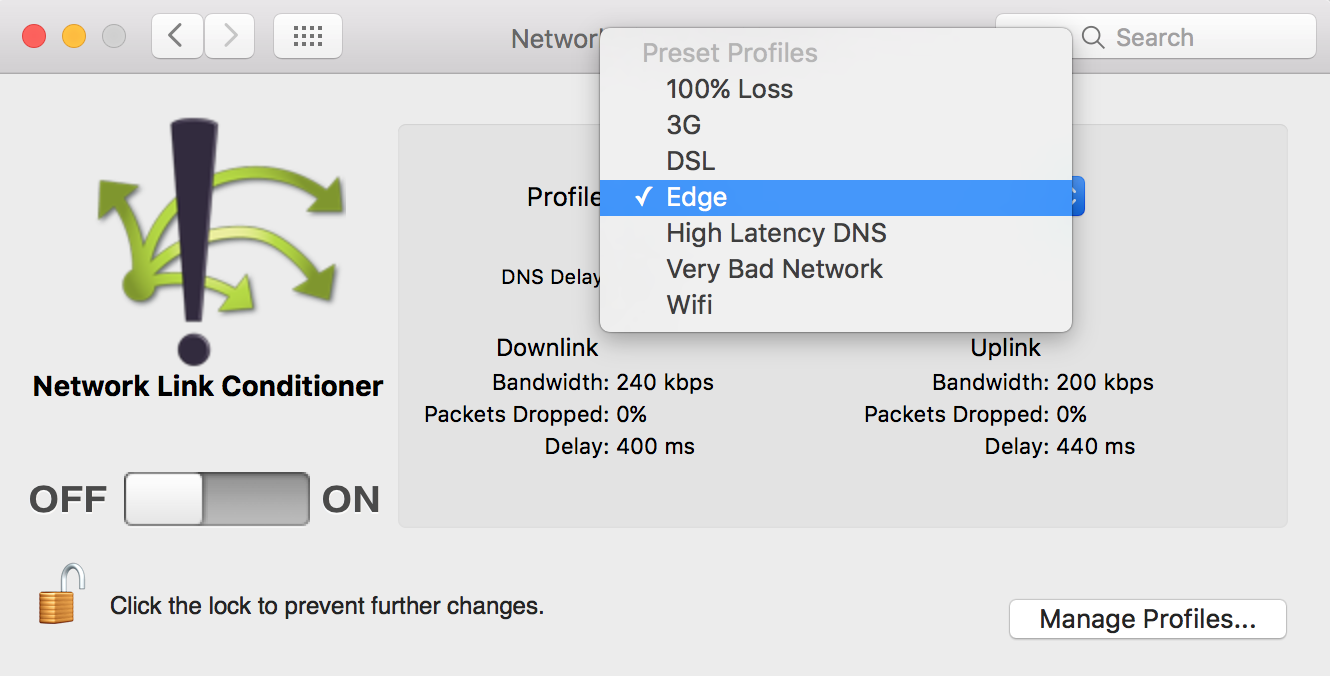 Networ
Search
Preset Profiles
100% Loss
3G
DSL
Profile
✓ Edge
High Latency DNS
DNS Delay
Very Bad Network
Wifi
Downlink
Bandwidth: 240 kbps
Packets Dropped: 0%
Delay: 400 ms
Uplink
Bandwidth: 200 kbps
Packets Dropped: 0%
Delay: 440 ms
Network Link Conditioner
OFF ON
Click the lock to prevent further changes.
Manage Profiles...